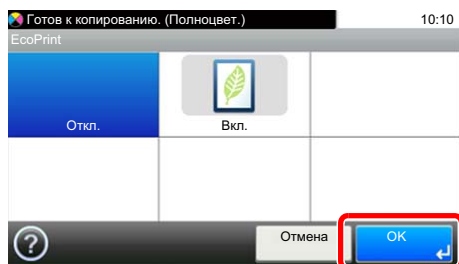 Готов к копированию. (Полноцвет.) 10:10
EcoPrint
Откл. Вкл.
? Отмена OK